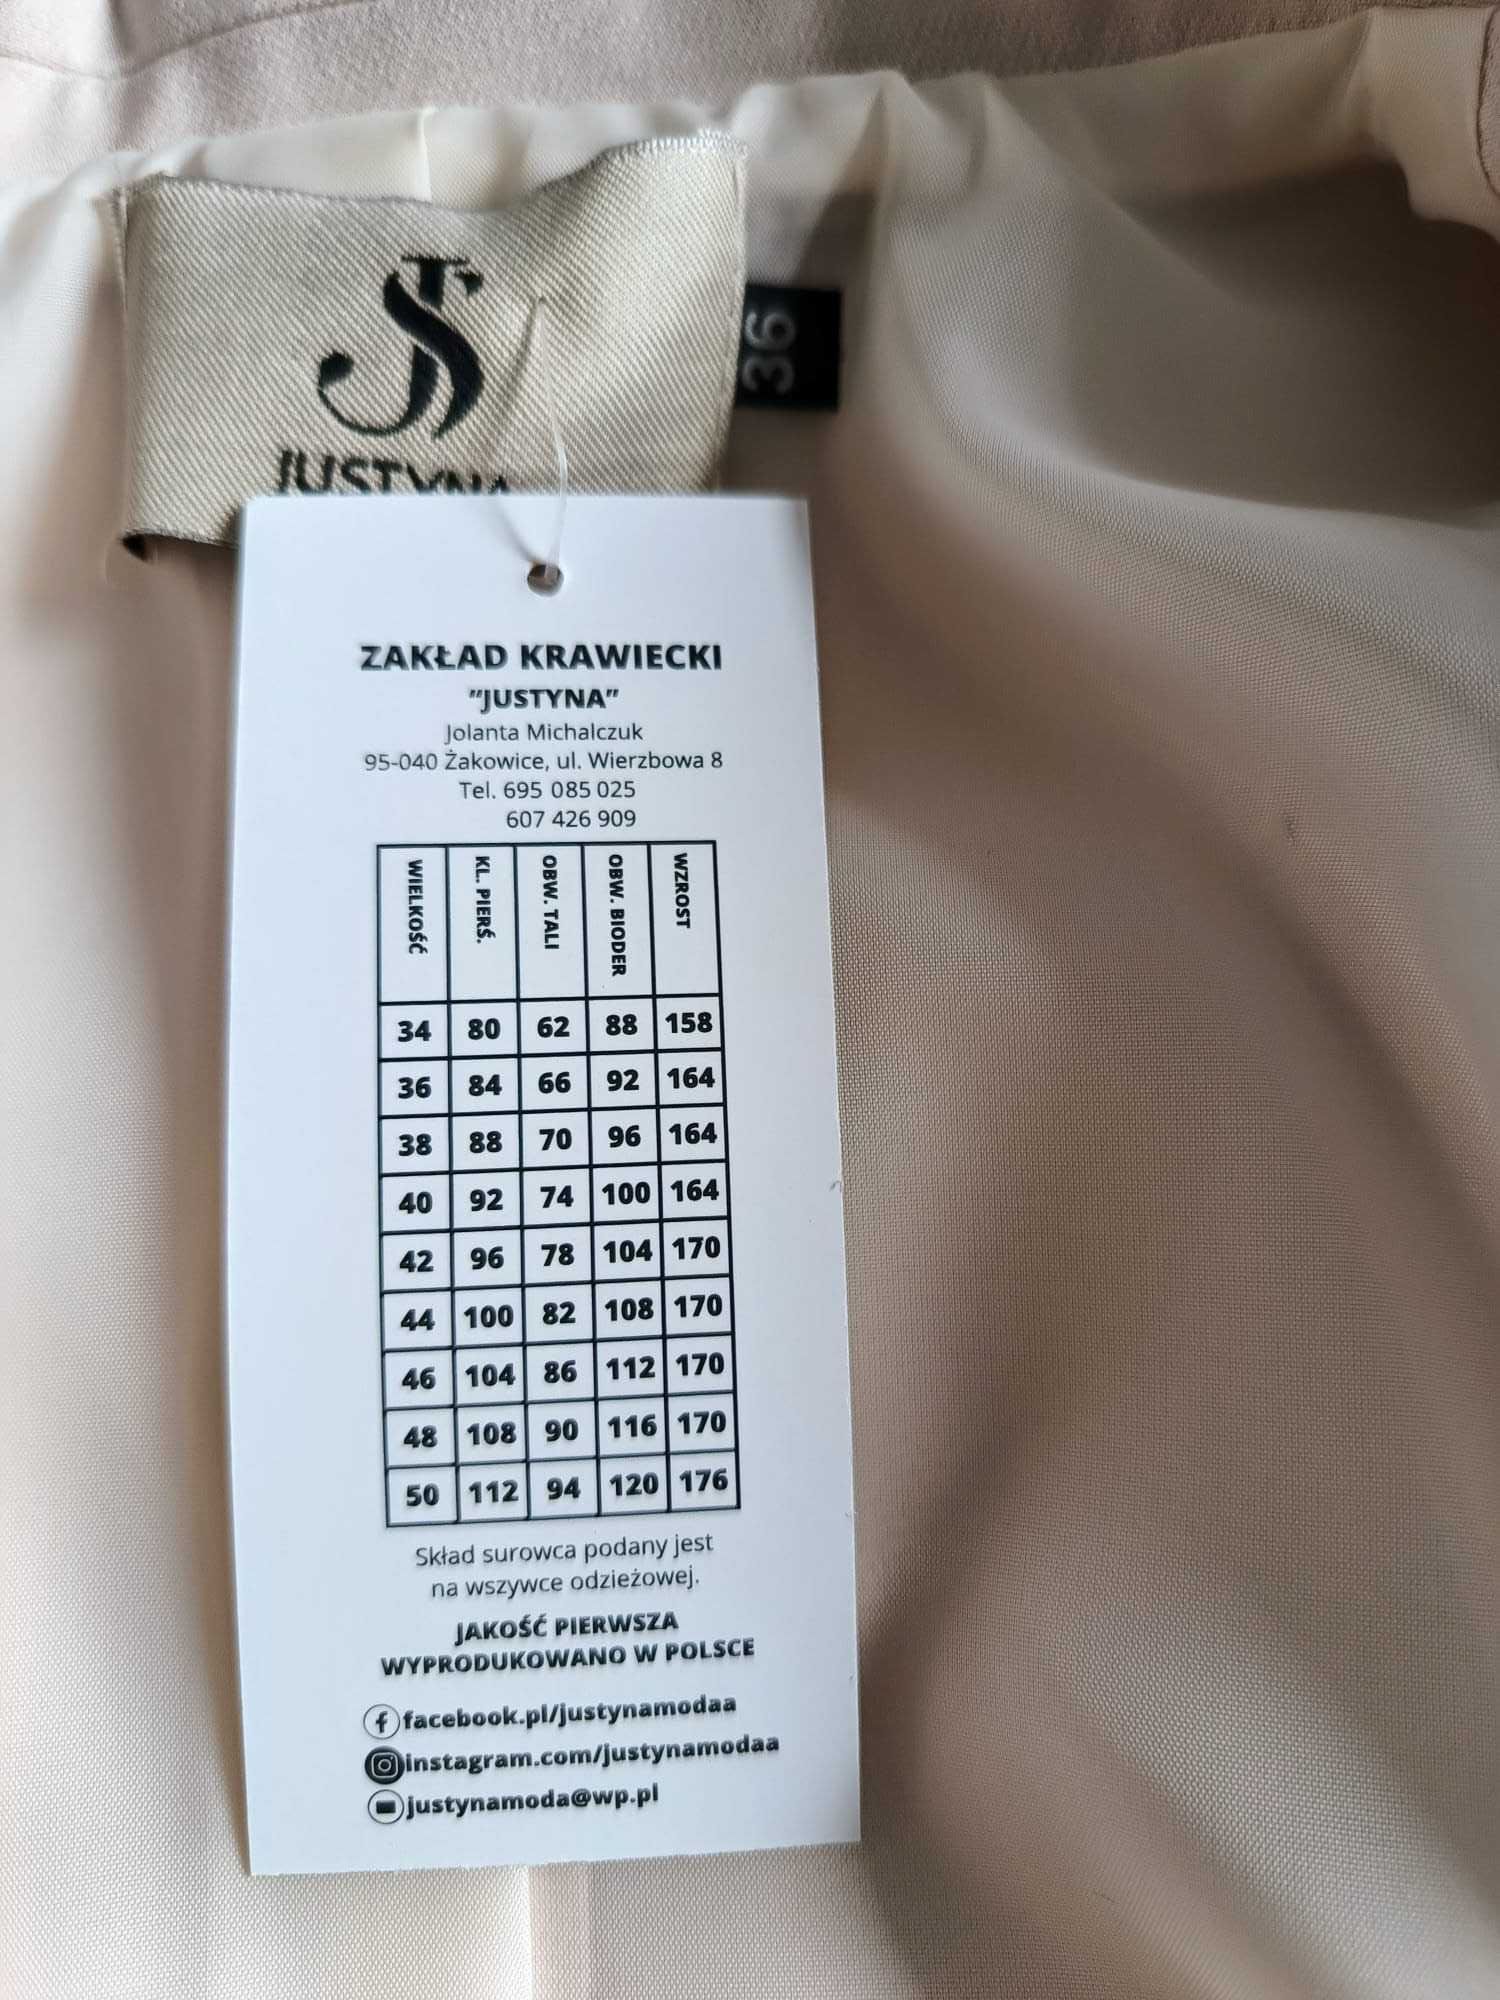 JS
JUSTYNA
36
ZAKŁAD KRAWIECKI
"JUSTYNA"
Jolanta Michalczuk
95-040 Żakowice, ul. Wierzbowa 8
Tel. 695 085 025
607 426 909
WIELKOŚĆ KL. PIERŚ. OBW. TALI OBW. BIODER WZROST
34 80 62 88 158
36 84 66 92 164
38 88 70 96 164
40 92 74 100 164
42 96 78 104 170
44 100 82 108 170
46 104 86 112 170
48 108 90 116 170
50 112 94 120 176
Skład surowca podany jest
na wszywce odzieżowej.
JAKOŚĆ PIERWSZA
WYPRODUKOWANO W POLSCE
facebook.pl/justynamodaa
instagram.com/justynamodaa
justynamoda@wp.pl